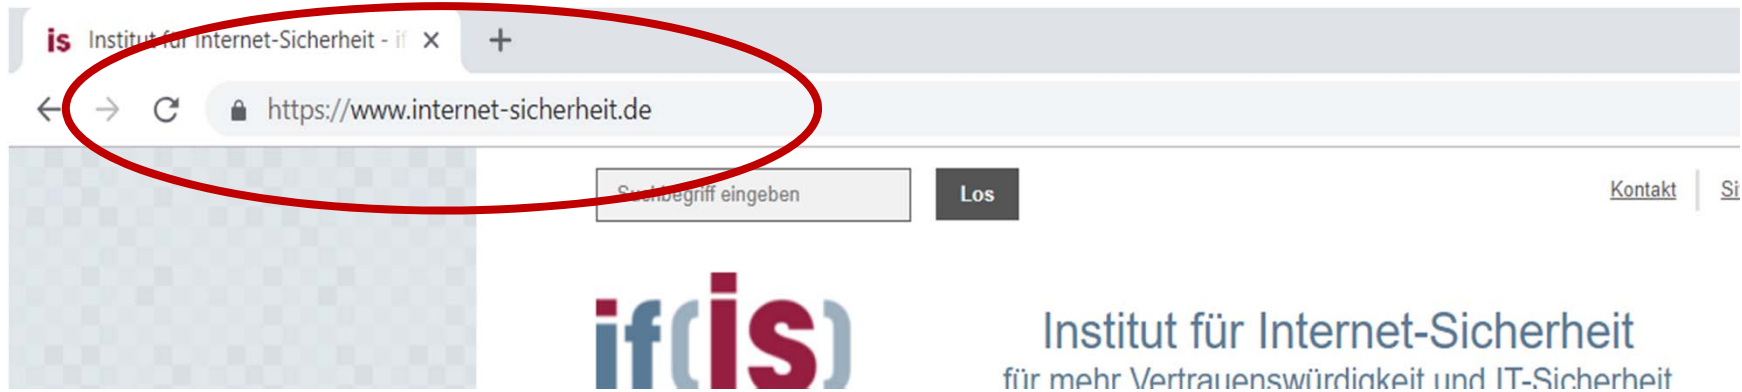 is Institut für Internet-Sicherheit - if
https://www.internet-sicherheit.de
Suchbegriff eingeben Los Kontakt
if(is)
Institut für Internet-Sicherheit
für mehr Vertrauenswürdigkeit und IT-Sicherheit